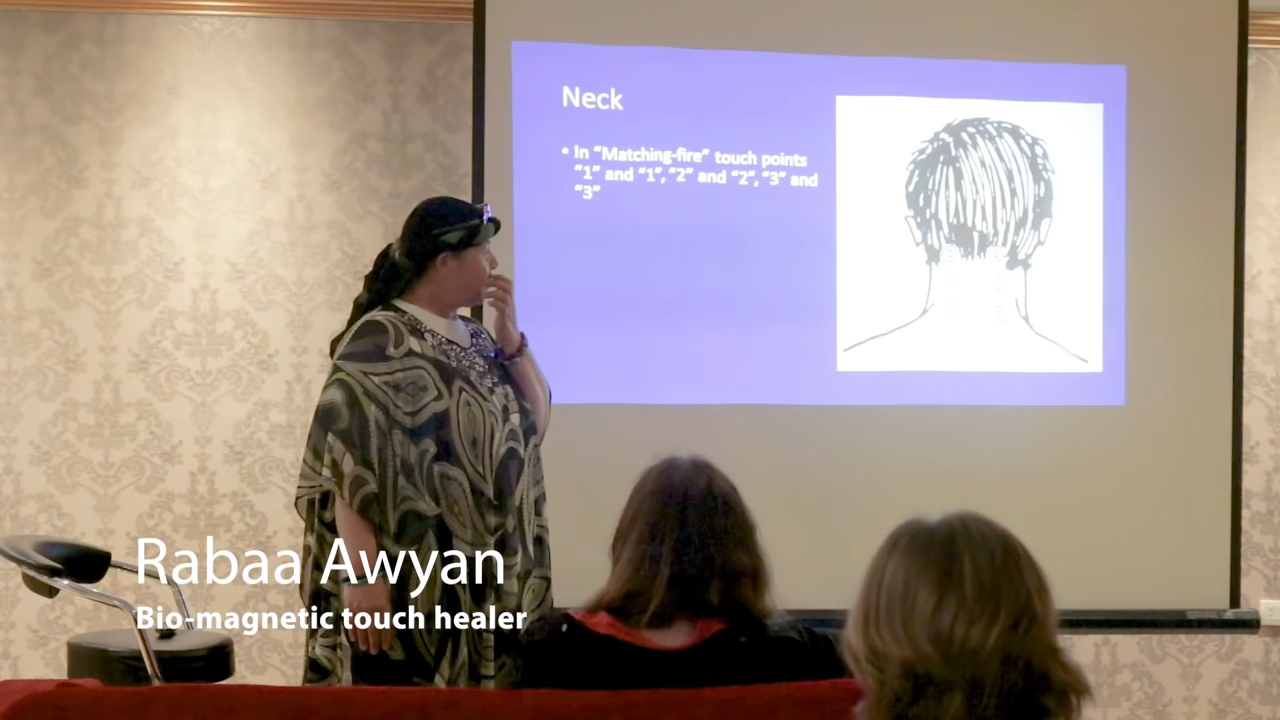 Neck
• In “Matching-fire” touch points
“1” and “1”, “2” and “2”, “3” and
“3”
Rabaa Awyan
Bio-magnetic touch healer